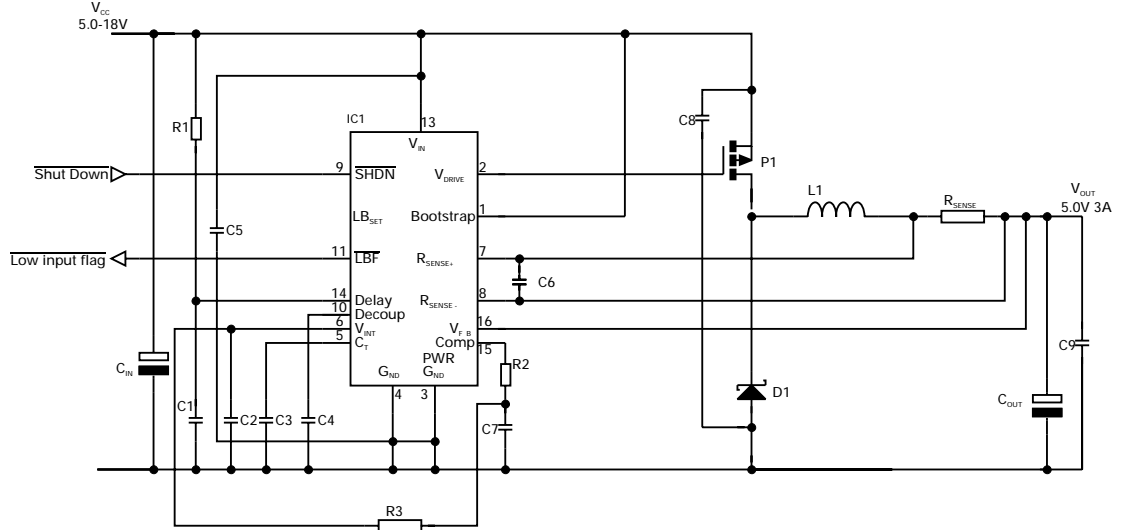 VCC
5.0-18V
IC1
13
VIN
R1
C8
P1
Shut Down
9
SHDN
VDRIVE
2
L1
RSENSE
VOUT
5.0V 3A
LBSET
Bootstrap
1
C5
Low input flag
11
LBF
RSENSE+
7
C6
14
Delay
RSENSE -
8
10
Decoup
6
VINT
VF B
16
5
CT
Comp
15
PWR
GND
GND
R2
C9
CIN
4
3
D1
COUT
C1
C2
C3
C4
C7
R3